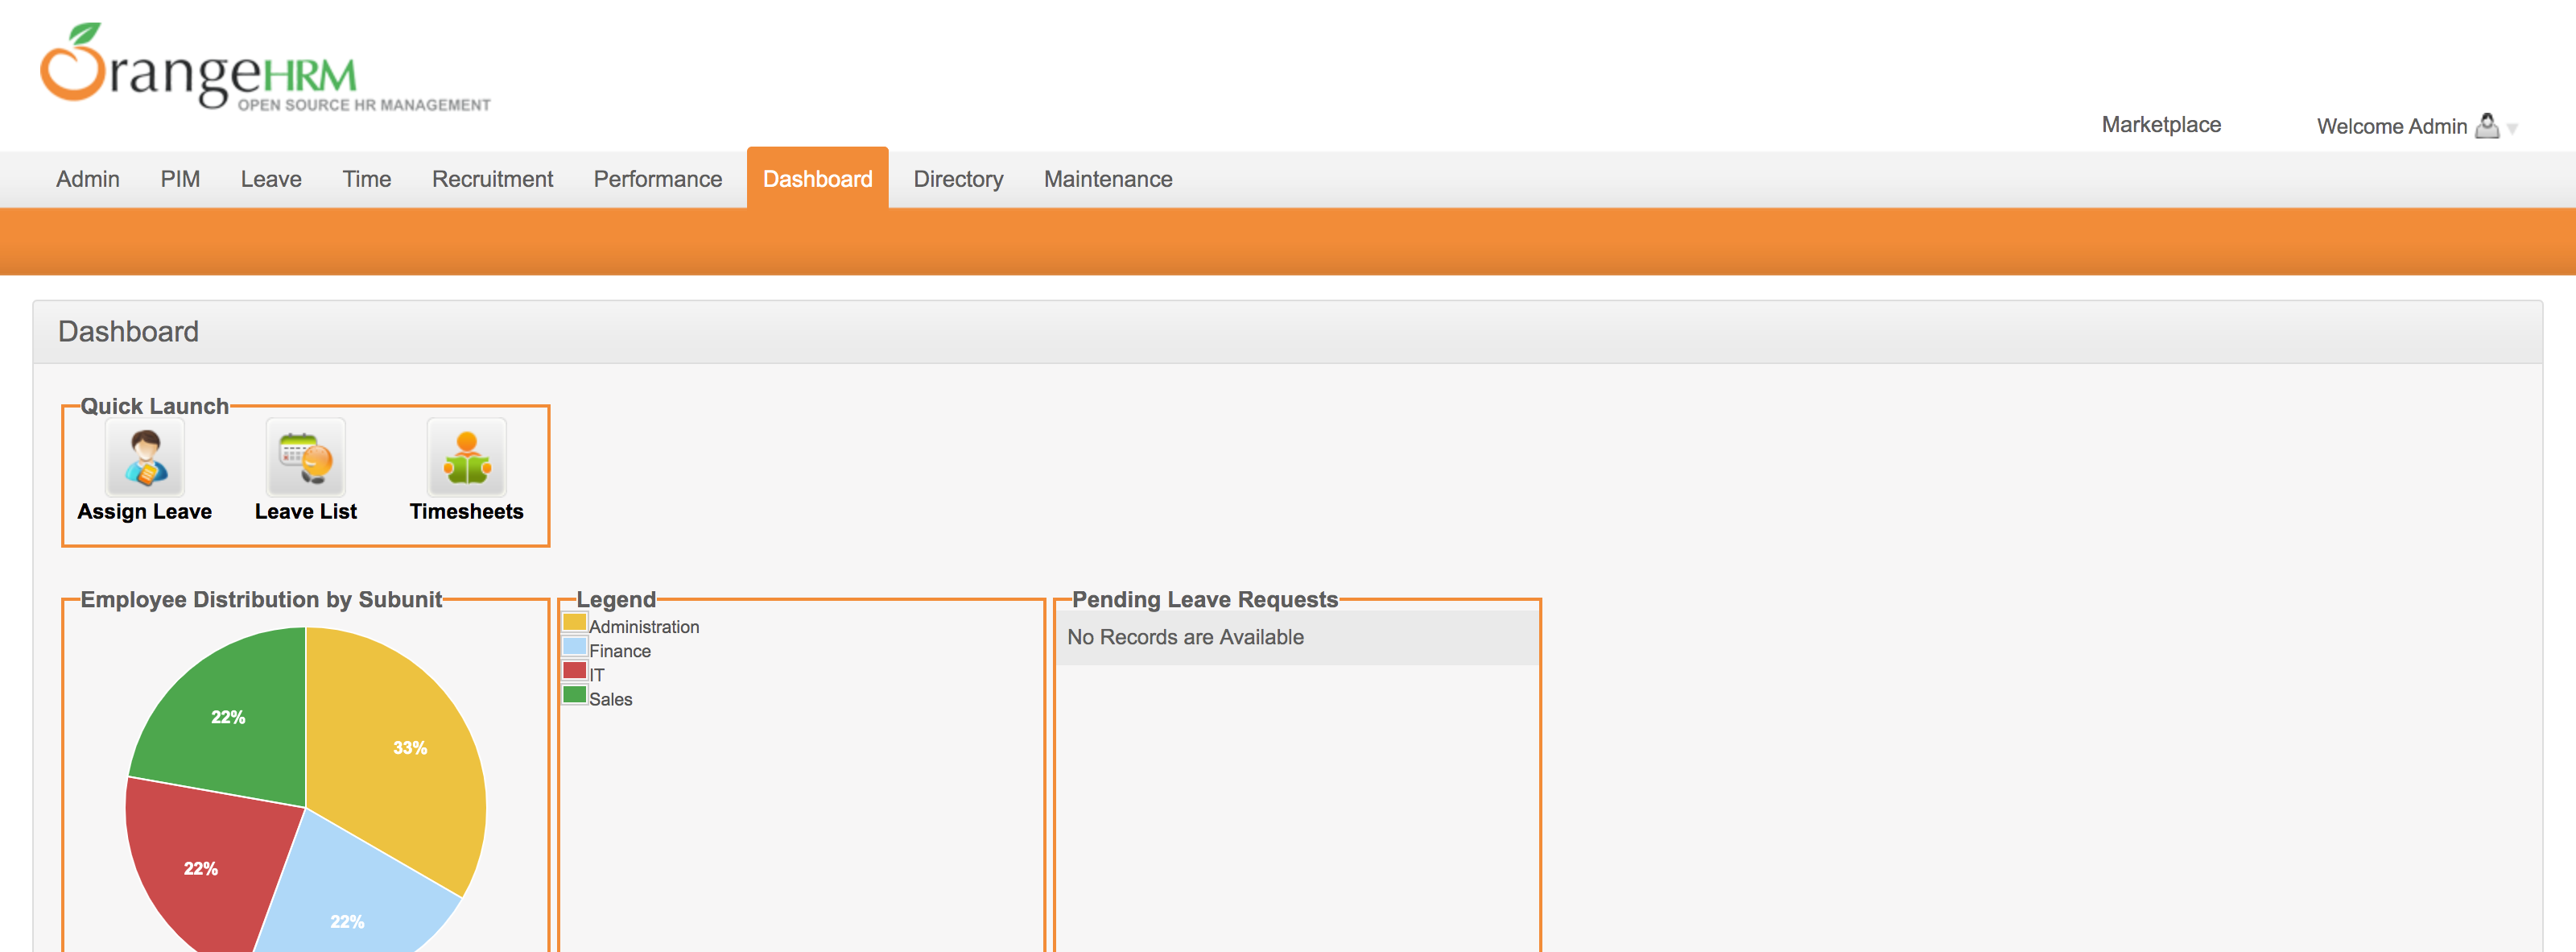 OrangeHRM
OPEN SOURCE HR MANAGEMENT
Marketplace Welcome Admin
Admin PIM Leave Time Recruitment Performance Dashboard Directory Maintenance
Dashboard
Quick Launch
Assign Leave Leave List Timesheets
Employee Distribution by Subunit
22%
33%
22%
22%
Legend
Administration
Finance
IT
Sales
Pending Leave Requests
No Records are Available